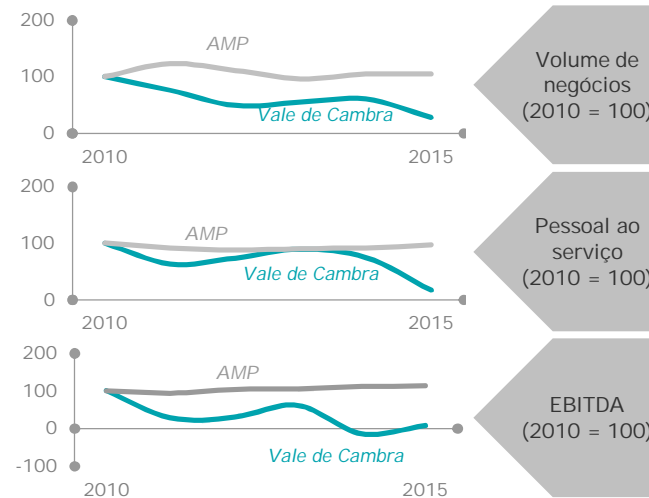 200
AMP
100
Vale de Cambra
0
2010
2015
Volume de
negócios
(2010 = 100)
200
AMP
100
Vale de Cambra
0
2010
2015
Pessoal ao
serviço
(2010 = 100)
200
AMP
100
0
Vale de Cambra
-100
2010
2015
EBITDA
(2010 = 100)